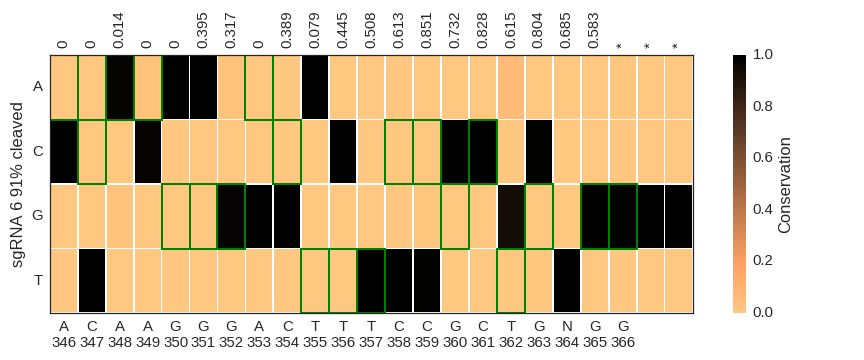 0 0 0.014 0 0 0.395 0.317 0 0.389 0.079 0.445 0.508 0.613 0.851 0.732 0.828 0.615 0.804 0.685 0.583 * * *
sgRNA 6 91% cleaved
A
C
G
T
A C A A G G G A C T T T C C G C T G N G G
346 347 348 349 350 351 352 353 354 355 356 357 358 359 360 361 362 363 364 365 366
1.0
0.8
0.6
0.4
0.2
0.0
Conservation